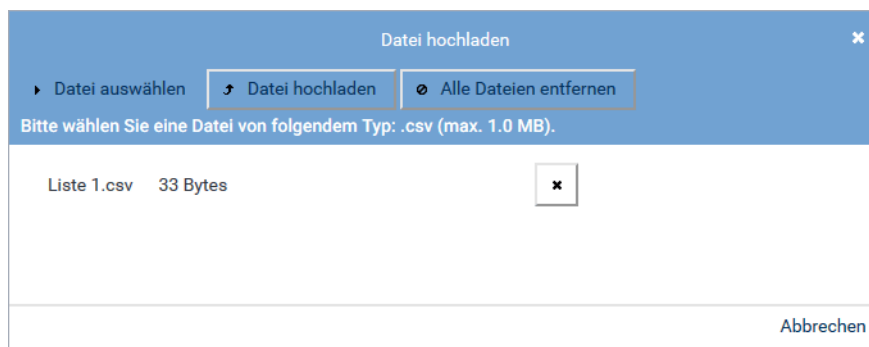 Datei hochladen
Datei auswählen Datei hochladen Alle Dateien entfernen
Bitte wählen Sie eine Datei von folgendem Typ: .csv (max. 1.0 MB).
Liste 1.csv 33 Bytes
Abbrechen